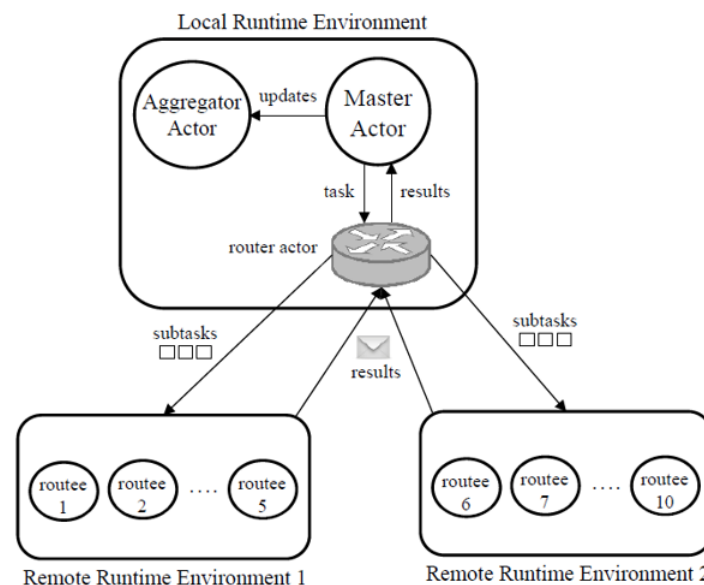 Local Runtime Environment
Aggregator
Actor
updates
Master
Actor
task
results
router actor
subtasks
subtasks
results
routee
1
routee
2
....
routee
5
routee
6
routee
7
....
routee
10
Remote Runtime Environment 1
Remote Runtime Environment 2